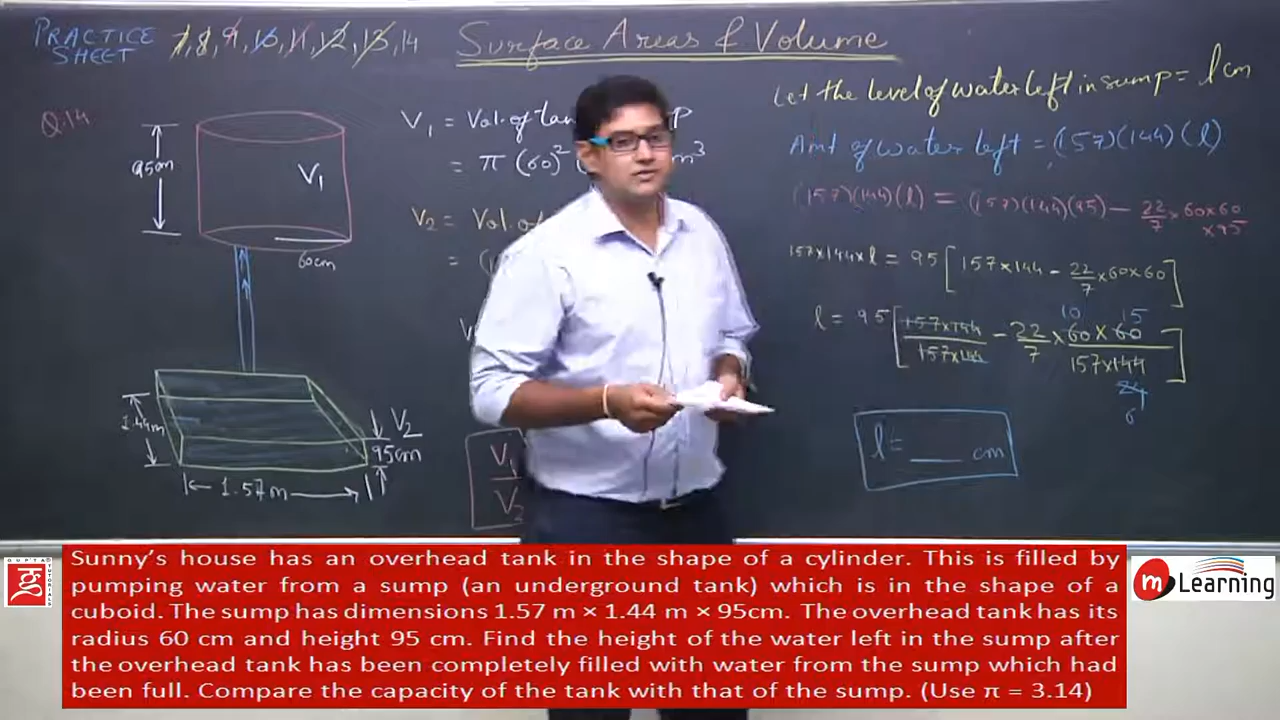 PRACTICE SHEET 7, 8, 9, 10, 11, 12, 13, 14
Surface Areas & Volume
Q.14
95cm
V₁
60cm
1.44m
V₂
95cm
1.57m
V₁ = Vol. of
= π (60)²
m³
V₂ = Vol. of
=
V₁
V₂
Let the level of water left in sump = l cm
Amt of water left = (157)(144)(l)
(157)(144)(l) = (157)(144)(95) - 22/7 × 60×60 ×95
157×144×l = 95 [157×144 - 22/7 ×60×60]
10 15
l = 95 [157×144/157×144 - 22/7 × 60×60/157×144]
24
6
l = ___ cm
Sunny's house has an overhead tank in the shape of a cylinder. This is filled by
pumping water from a sump (an underground tank) which is in the shape of a
cuboid. The sump has dimensions 1.57 m × 1.44 m × 95cm. The overhead tank has its
radius 60 cm and height 95 cm. Find the height of the water left in the sump after
the overhead tank has been completely filled with water from the sump which had
been full. Compare the capacity of the tank with that of the sump. (Use π = 3.14)
GUPTA
TUTORIALS
m Learning